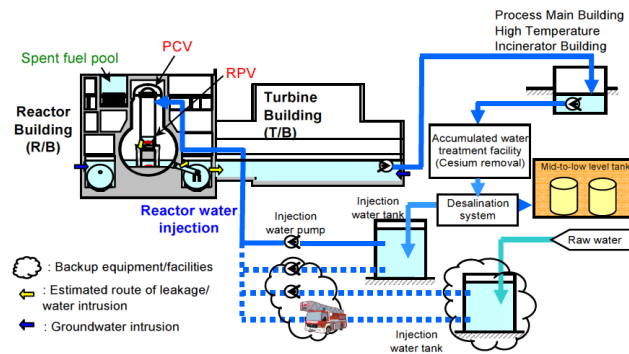 Process Main Building
High Temperature
Incinerator Building
PCV
Spent fuel pool
RPV
Turbine
Building
(T/B)
Reactor
Building
(R/B)
Accumulated water
treatment facility
(Cesium removal)
Mid-to-low level tank
Desalination
system
Reactor water
injection
Injection
water tank
Injection
water pump
Raw water
: Backup equipment/facilities
: Estimated route of leakage/
water intrusion
: Groundwater intrusion
Injection
water tank